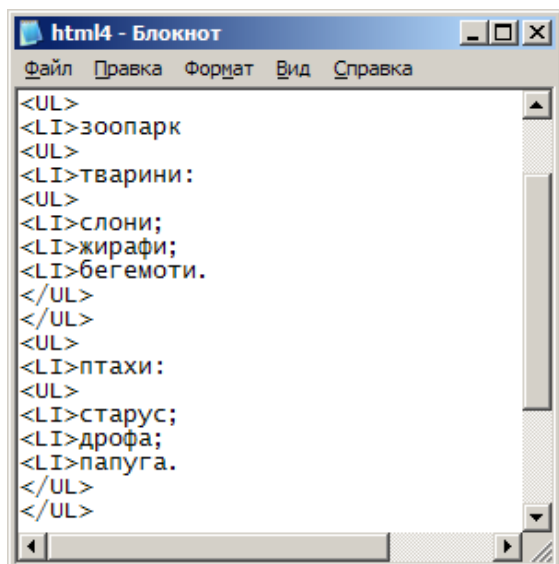 html4 - Блокнот
Файл Правка Формат Вид Справка
<UL>
<LI>зоопарк
<UL>
<LI>тварини:
<UL>
<LI>слони;
<LI>жирафи;
<LI>бегемоти.
</UL>
</UL>
<UL>
<LI>птахи:
<UL>
<LI>старус;
<LI>дрофа;
<LI>папуга.
</UL>
</UL>